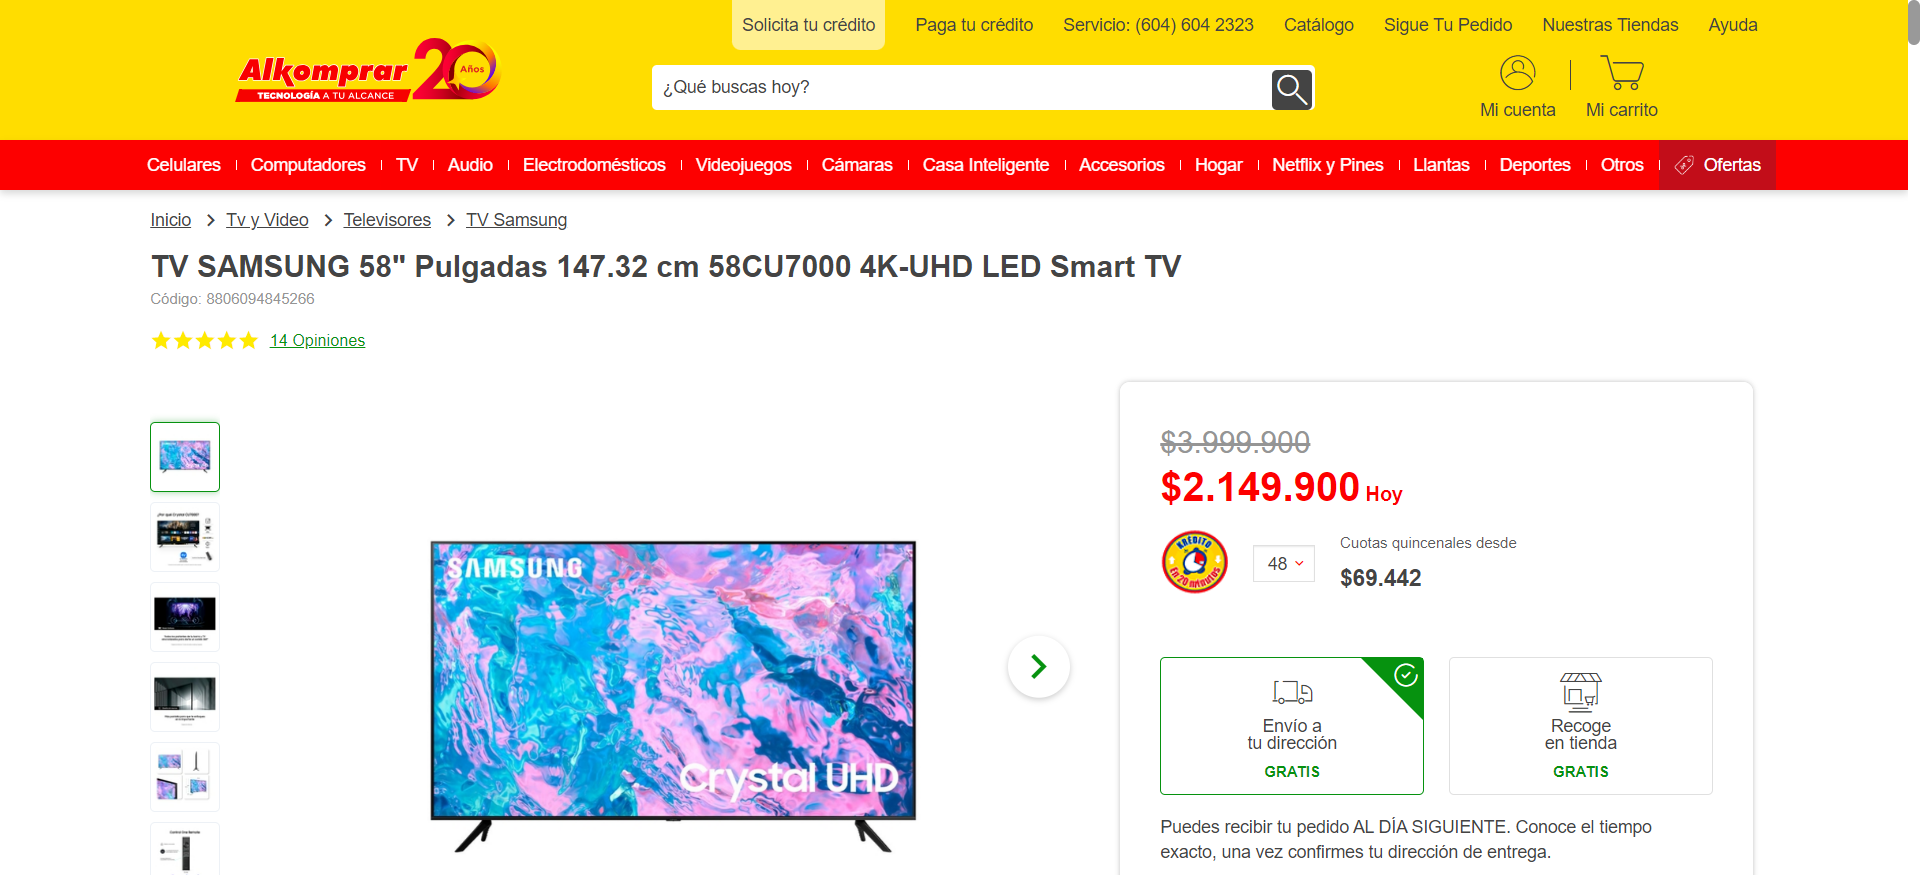 Solicita tu crédito
Paga tu crédito
Servicio: (604) 604 2323
Catálogo
Sigue Tu Pedido
Nuestras Tiendas
Ayuda
Alkomprar 20 Años
TECNOLOGÍA A TU ALCANCE
¿Qué buscas hoy?
Mi cuenta
Mi carrito
Celulares
Computadores
TV
Audio
Electrodomésticos
Videojuegos
Cámaras
Casa Inteligente
Accesorios
Hogar
Netflix y Pines
Llantas
Deportes
Otros
Ofertas
Inicio > Tv y Video > Televisores > TV Samsung
TV SAMSUNG 58" Pulgadas 147.32 cm 58CU7000 4K-UHD LED Smart TV
Código: 8806094845266
14 Opiniones
SAMSUNG
Crystal UHD
$3.999.900
$2.149.900 Hoy
KREDITO
En 20 minutos
48
Cuotas quincenales desde
$69.442
Envío a
tu dirección
GRATIS
Recoge
en tienda
GRATIS
Puedes recibir tu pedido AL DÍA SIGUIENTE. Conoce el tiempo
exacto, una vez confirmes tu dirección de entrega.